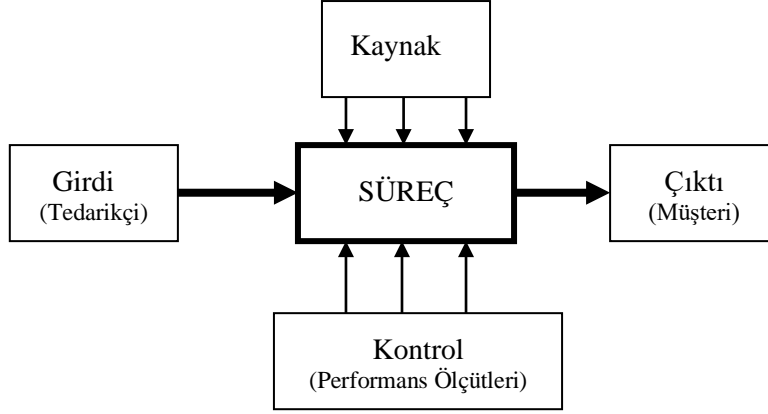 Kaynak
Girdi
(Tedarikçi)
SÜREÇ
Çıktı
(Müşteri)
Kontrol
(Performans Ölçütleri)